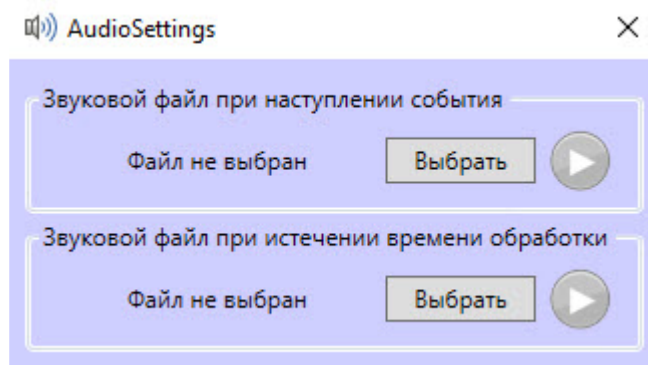 AudioSettings
Звуковой файл при наступлении события
Файл не выбран Выбрать
Звуковой файл при истечении времени обработки
Файл не выбран Выбрать